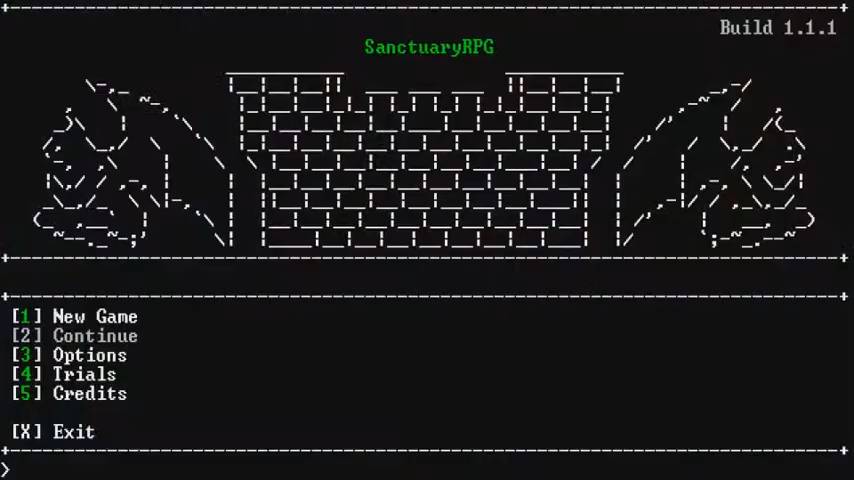 Build 1.1.1
SanctuaryRPG
[1] New Game
[2] Continue
[3] Options
[4] Trials
[5] Credits
[X] Exit
>